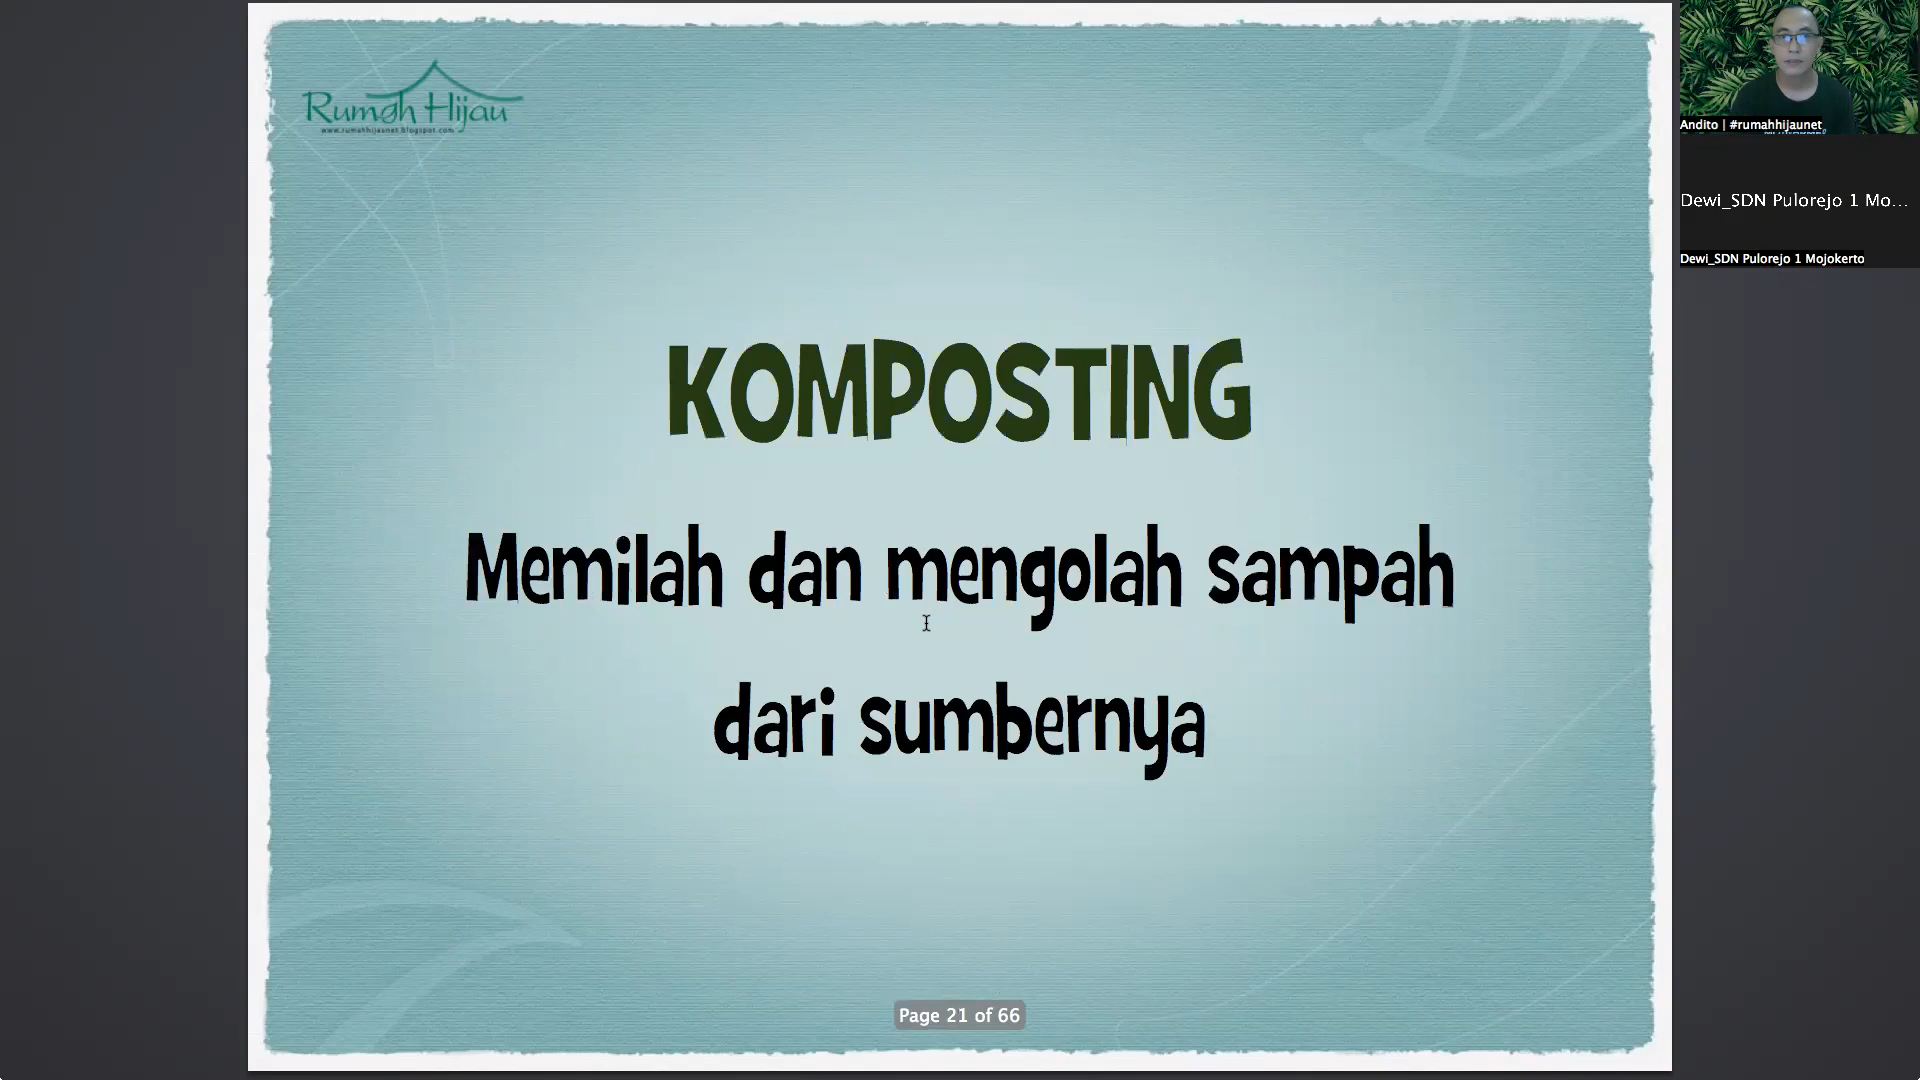 Rumah Hijau
www.rumahhijaunet.blogspot.com
KOMPOSTING
Memilah dan mengolah sampah
dari sumbernya
Page 21 of 66
Andito | #rumahhijaunet
Dewi_SDN Pulorejo 1 Mo...
Dewi_SDN Pulorejo 1 Mojokerto